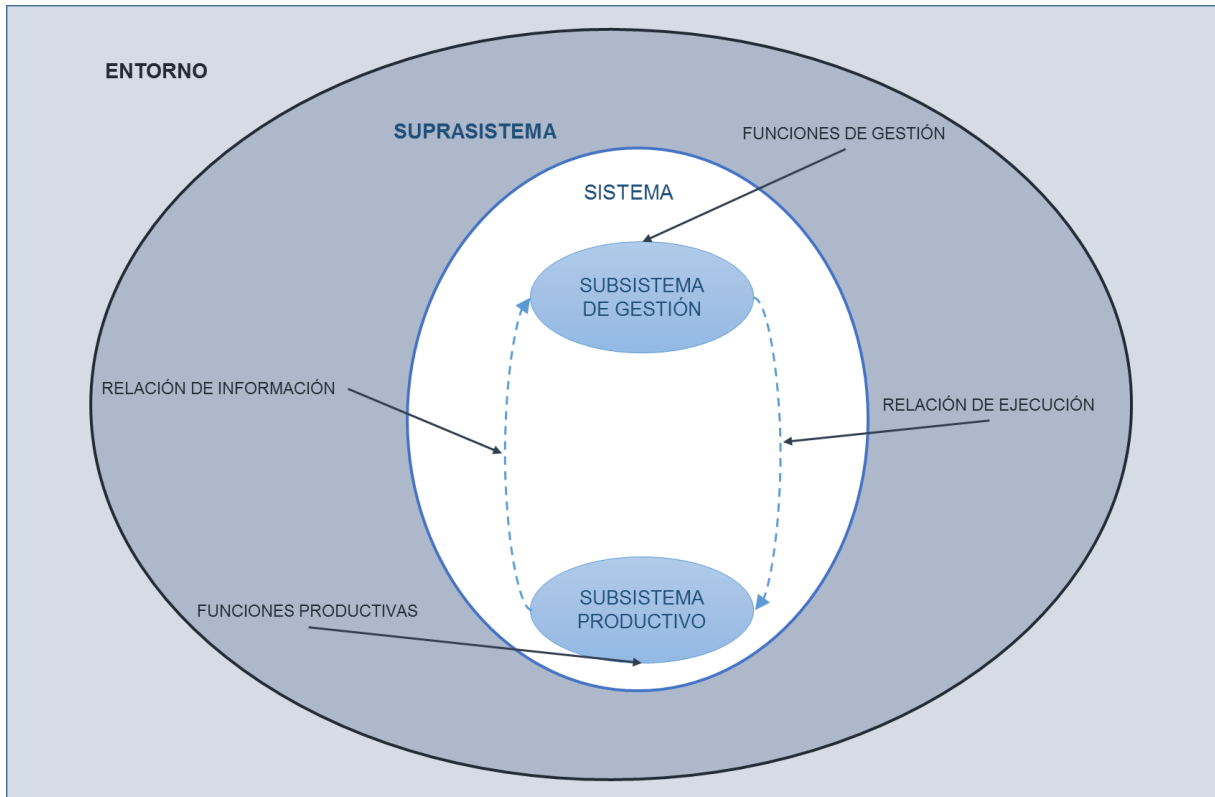 ENTORNO
SUPRASISTEMA
FUNCIONES DE GESTIÓN
SISTEMA
SUBSISTEMA
DE GESTIÓN
RELACIÓN DE INFORMACIÓN
RELACIÓN DE EJECUCIÓN
FUNCIONES PRODUCTIVAS
SUBSISTEMA
PRODUCTIVO